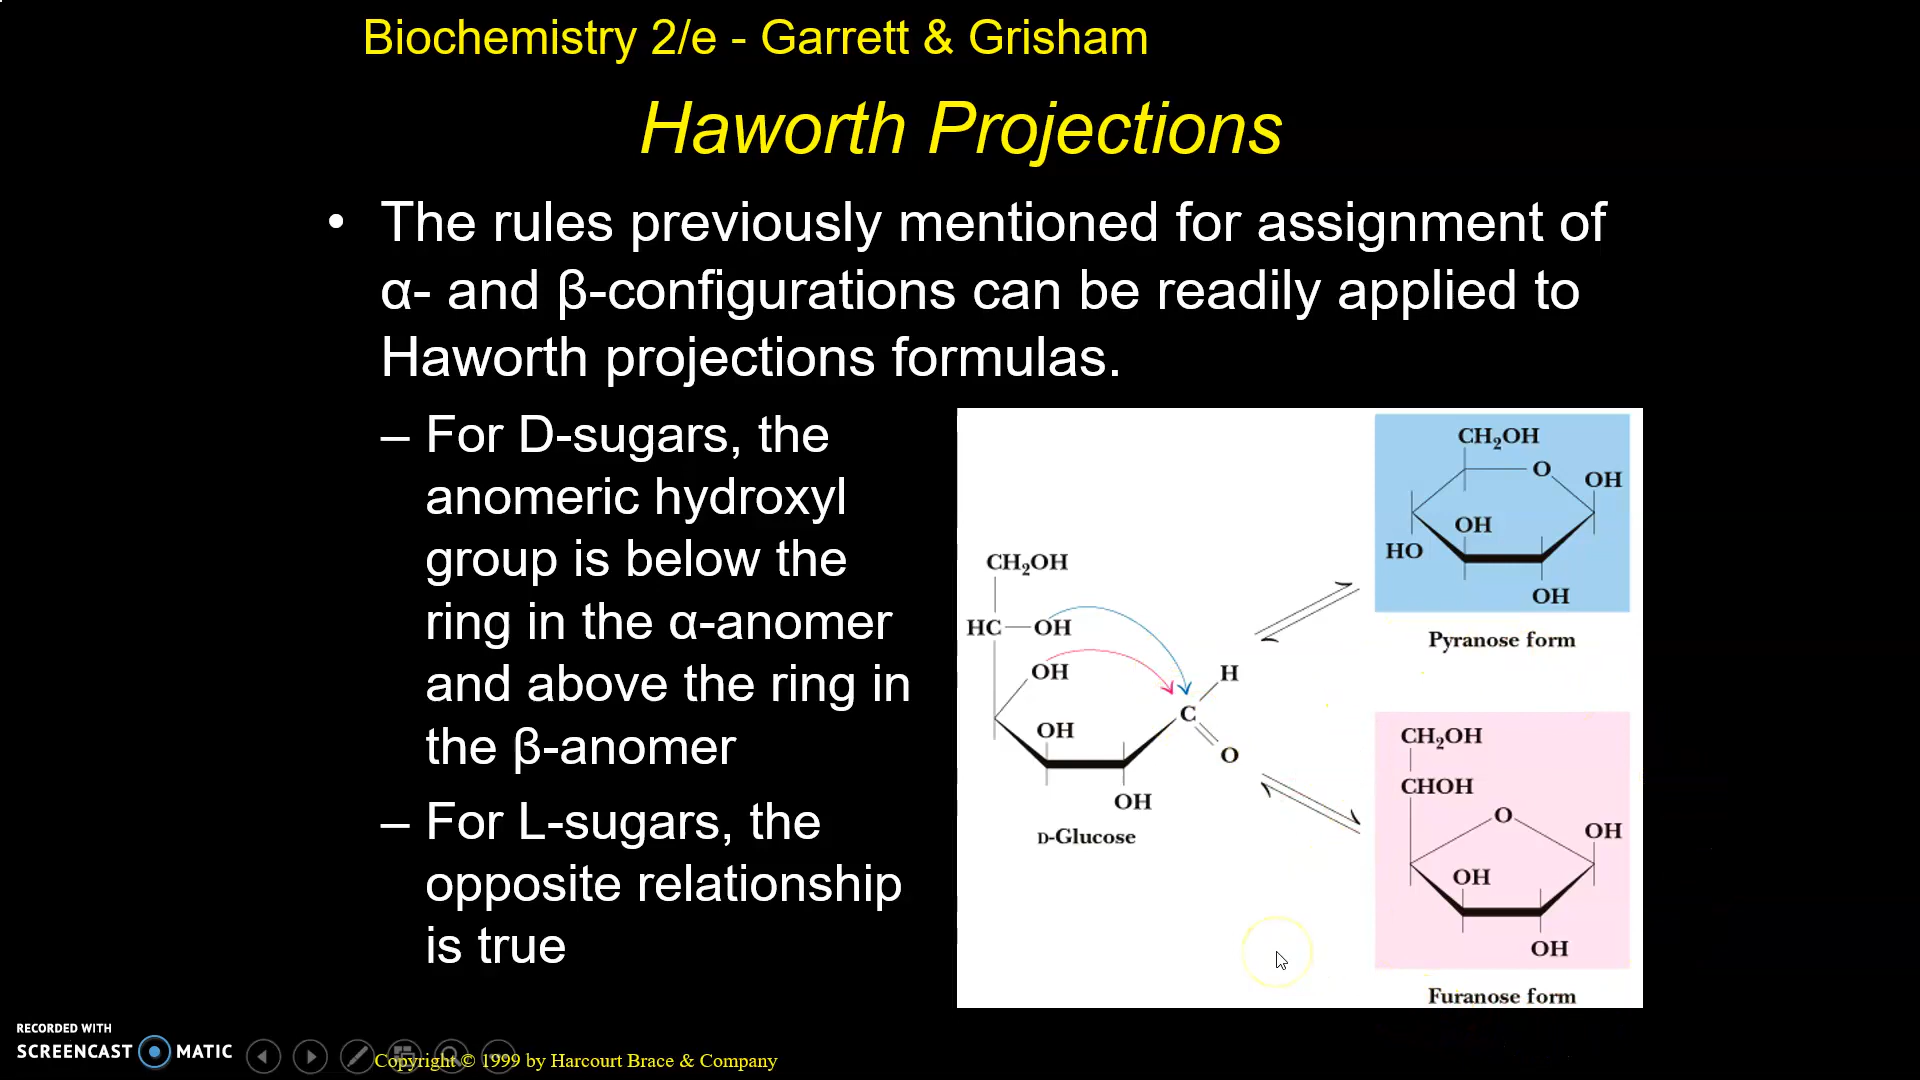 Biochemistry 2/e - Garrett & Grisham
Haworth Projections
• The rules previously mentioned for assignment of
α- and β-configurations can be readily applied to
Haworth projections formulas.
– For D-sugars, the
anomeric hydroxyl
group is below the
ring in the α-anomer
and above the ring in
the β-anomer
– For L-sugars, the
opposite relationship
is true
CH₂OH
HC—OH
OH
H
C
OH
O
OH
D-Glucose
CH₂OH
O
OH
OH
HO
OH
Pyranose form
CH₂OH
CHOH
O
OH
OH
OH
Furanose form
RECORDED WITH
SCREENCAST MATIC
Copyright © 1999 by Harcourt Brace & Company